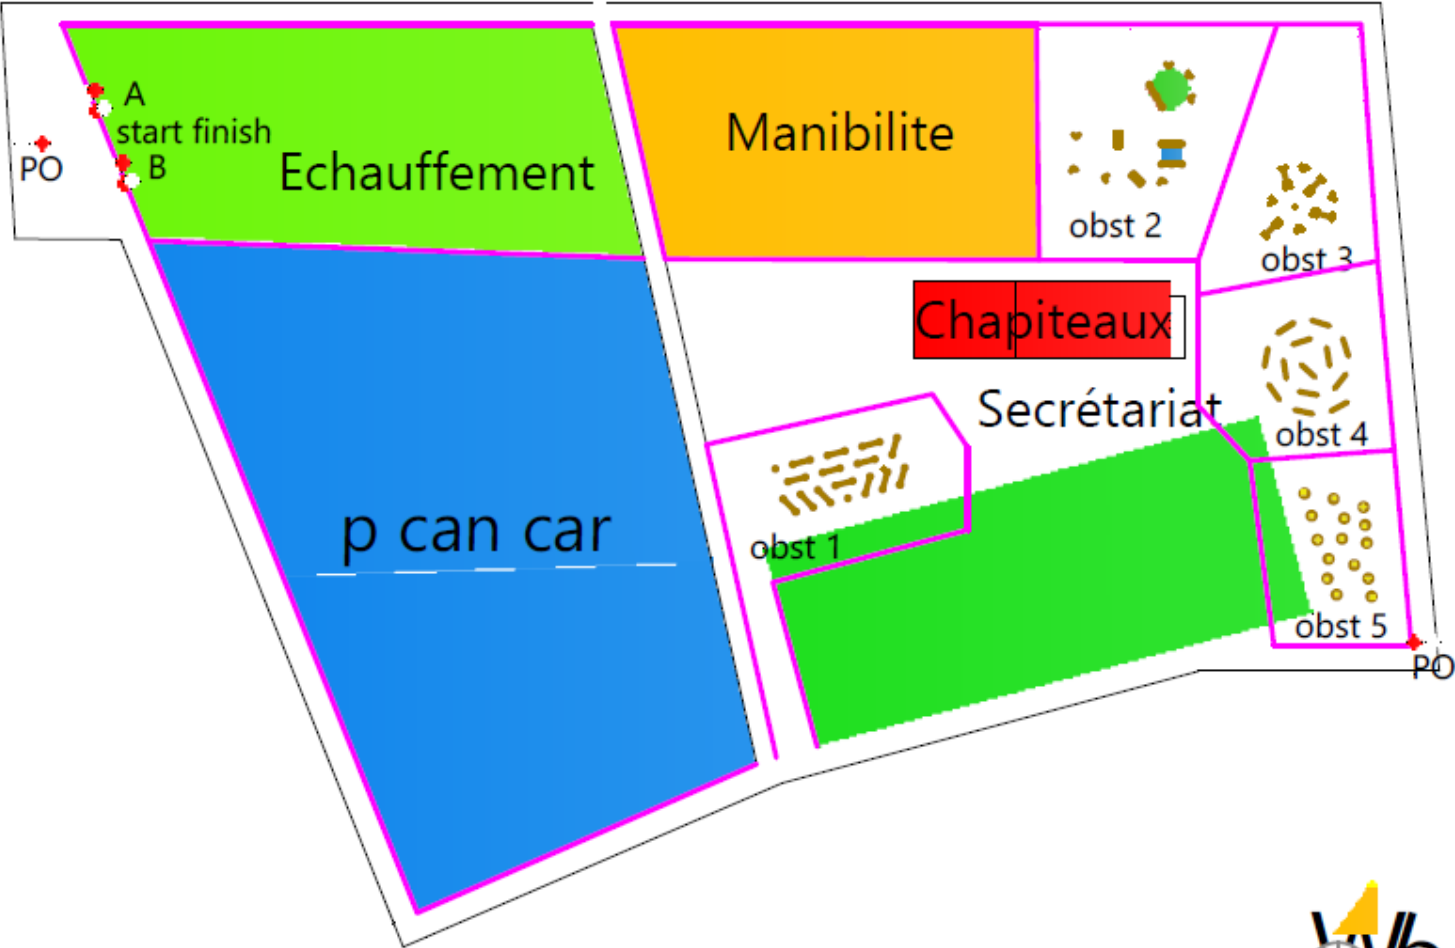 A
start finish
PO
B
Echauffement
Manibilite
obst 2
obst 3
Chapiteaux
Secrétariat
obst 4
p can car
obst 1
obst 5
PO